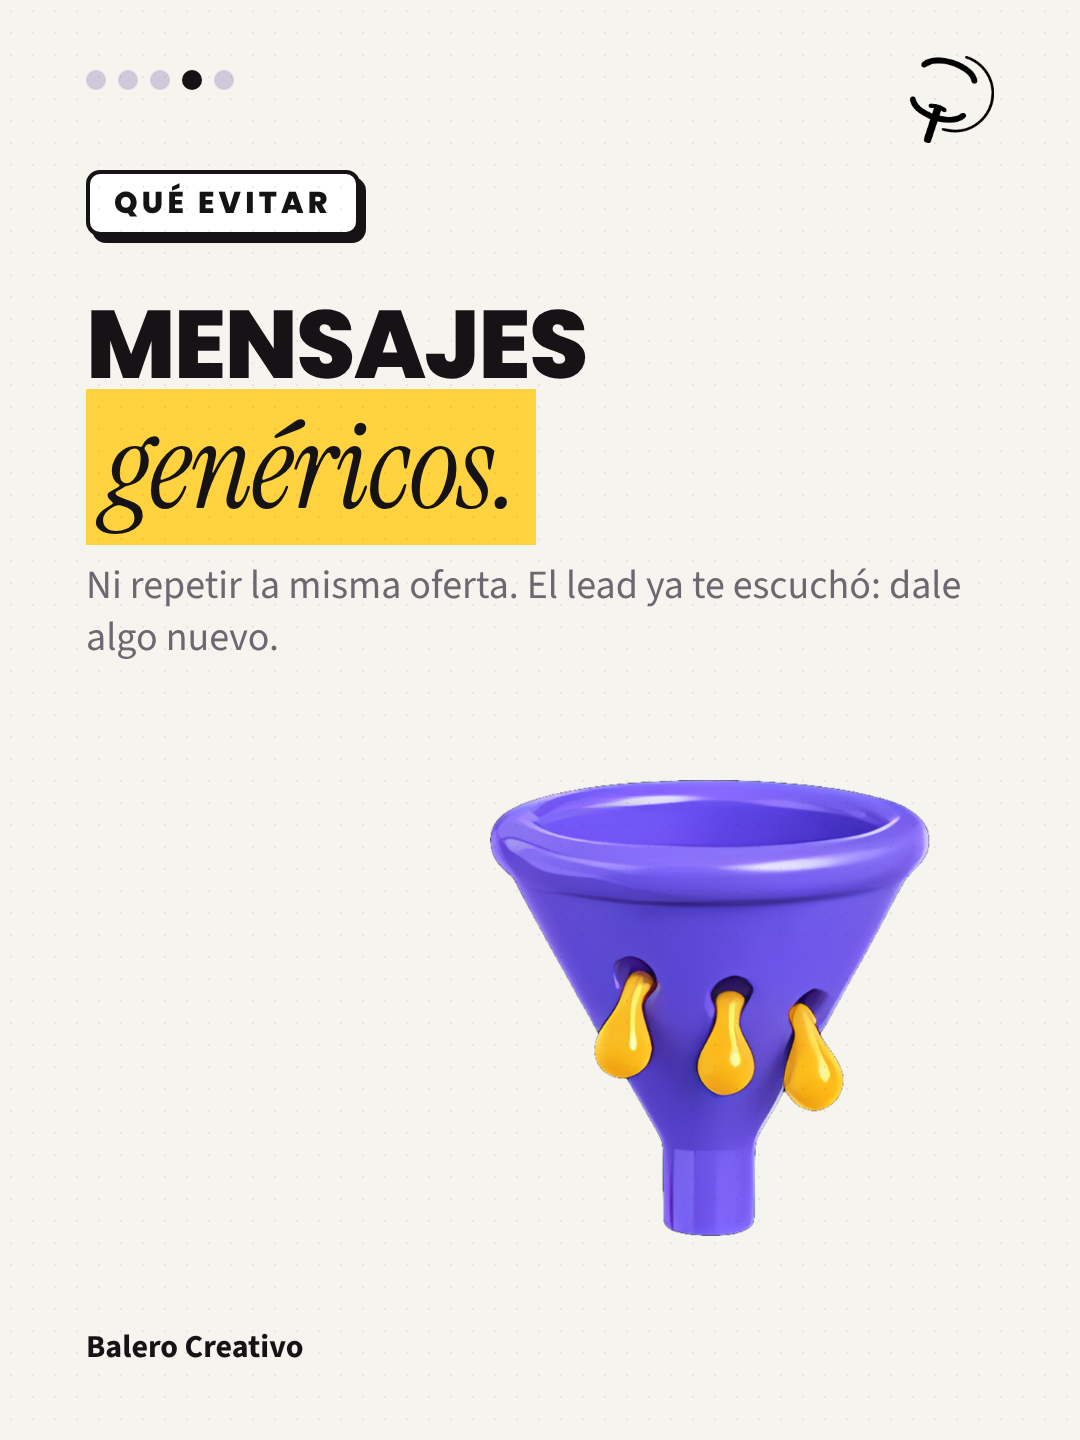 QUÉ EVITAR
MENSAJES
genéricos.
Ni repetir la misma oferta. El lead ya te escuchó: dale
algo nuevo.
Balero Creativo